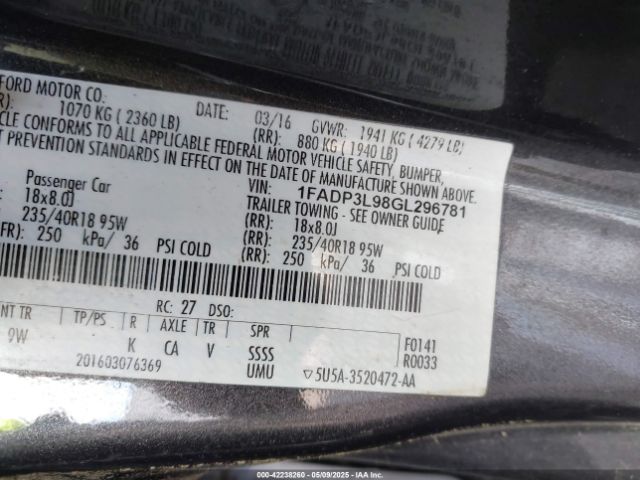 FORD MOTOR CO.
DATE: 03/16 GVWR: 1941 KG ( 4279 LB)
1070 KG ( 2360 LB) (RR): 880 KG ( 1940 LB)
CONFORMS TO ALL APPLICABLE FEDERAL MOTOR VEHICLE SAFETY, BUMPER,
PREVENTION STANDARDS IN EFFECT ON THE DATE OF MANUFACTURE SHOWN ABOVE.
VIN: 1FADP3L98GL296781
Passenger Car TRAILER TOWING - SEE OWNER GUIDE
18x8.0J (RR): 18x8.0J
235/40R18 95W (RR): 235/40R18 95W
250 kPa/ 36 PSI COLD (RR): 250 kPa/ 36 PSI COLD
RC: 27 DSO:
INT TR TP/PS R AXLE TR SPR F0141
9W K CA V SSSS R0033
201603076369 UMU ▽5U5A-3520472-AA
000-42238260 - 05/09/2025 - IAAI.COM